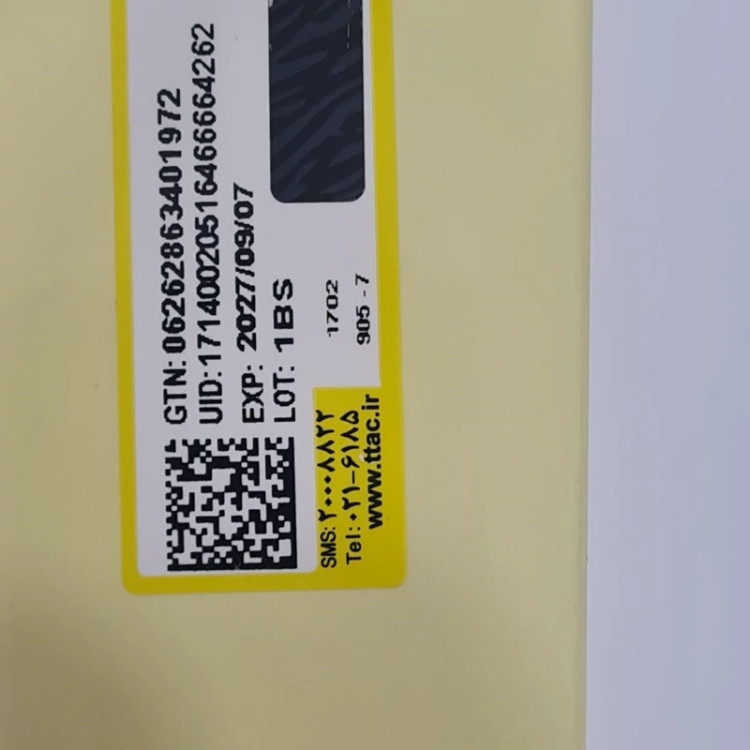 GTN: 06262863401972
UID: 17140020516466664262
EXP: 2027/09/07
LOT: 1BS
1702
905 - 7
SMS: ۲۰۰۰۸۸۲۲
Tel: ۰۲۱-۶۱۸۵
www.ttac.ir